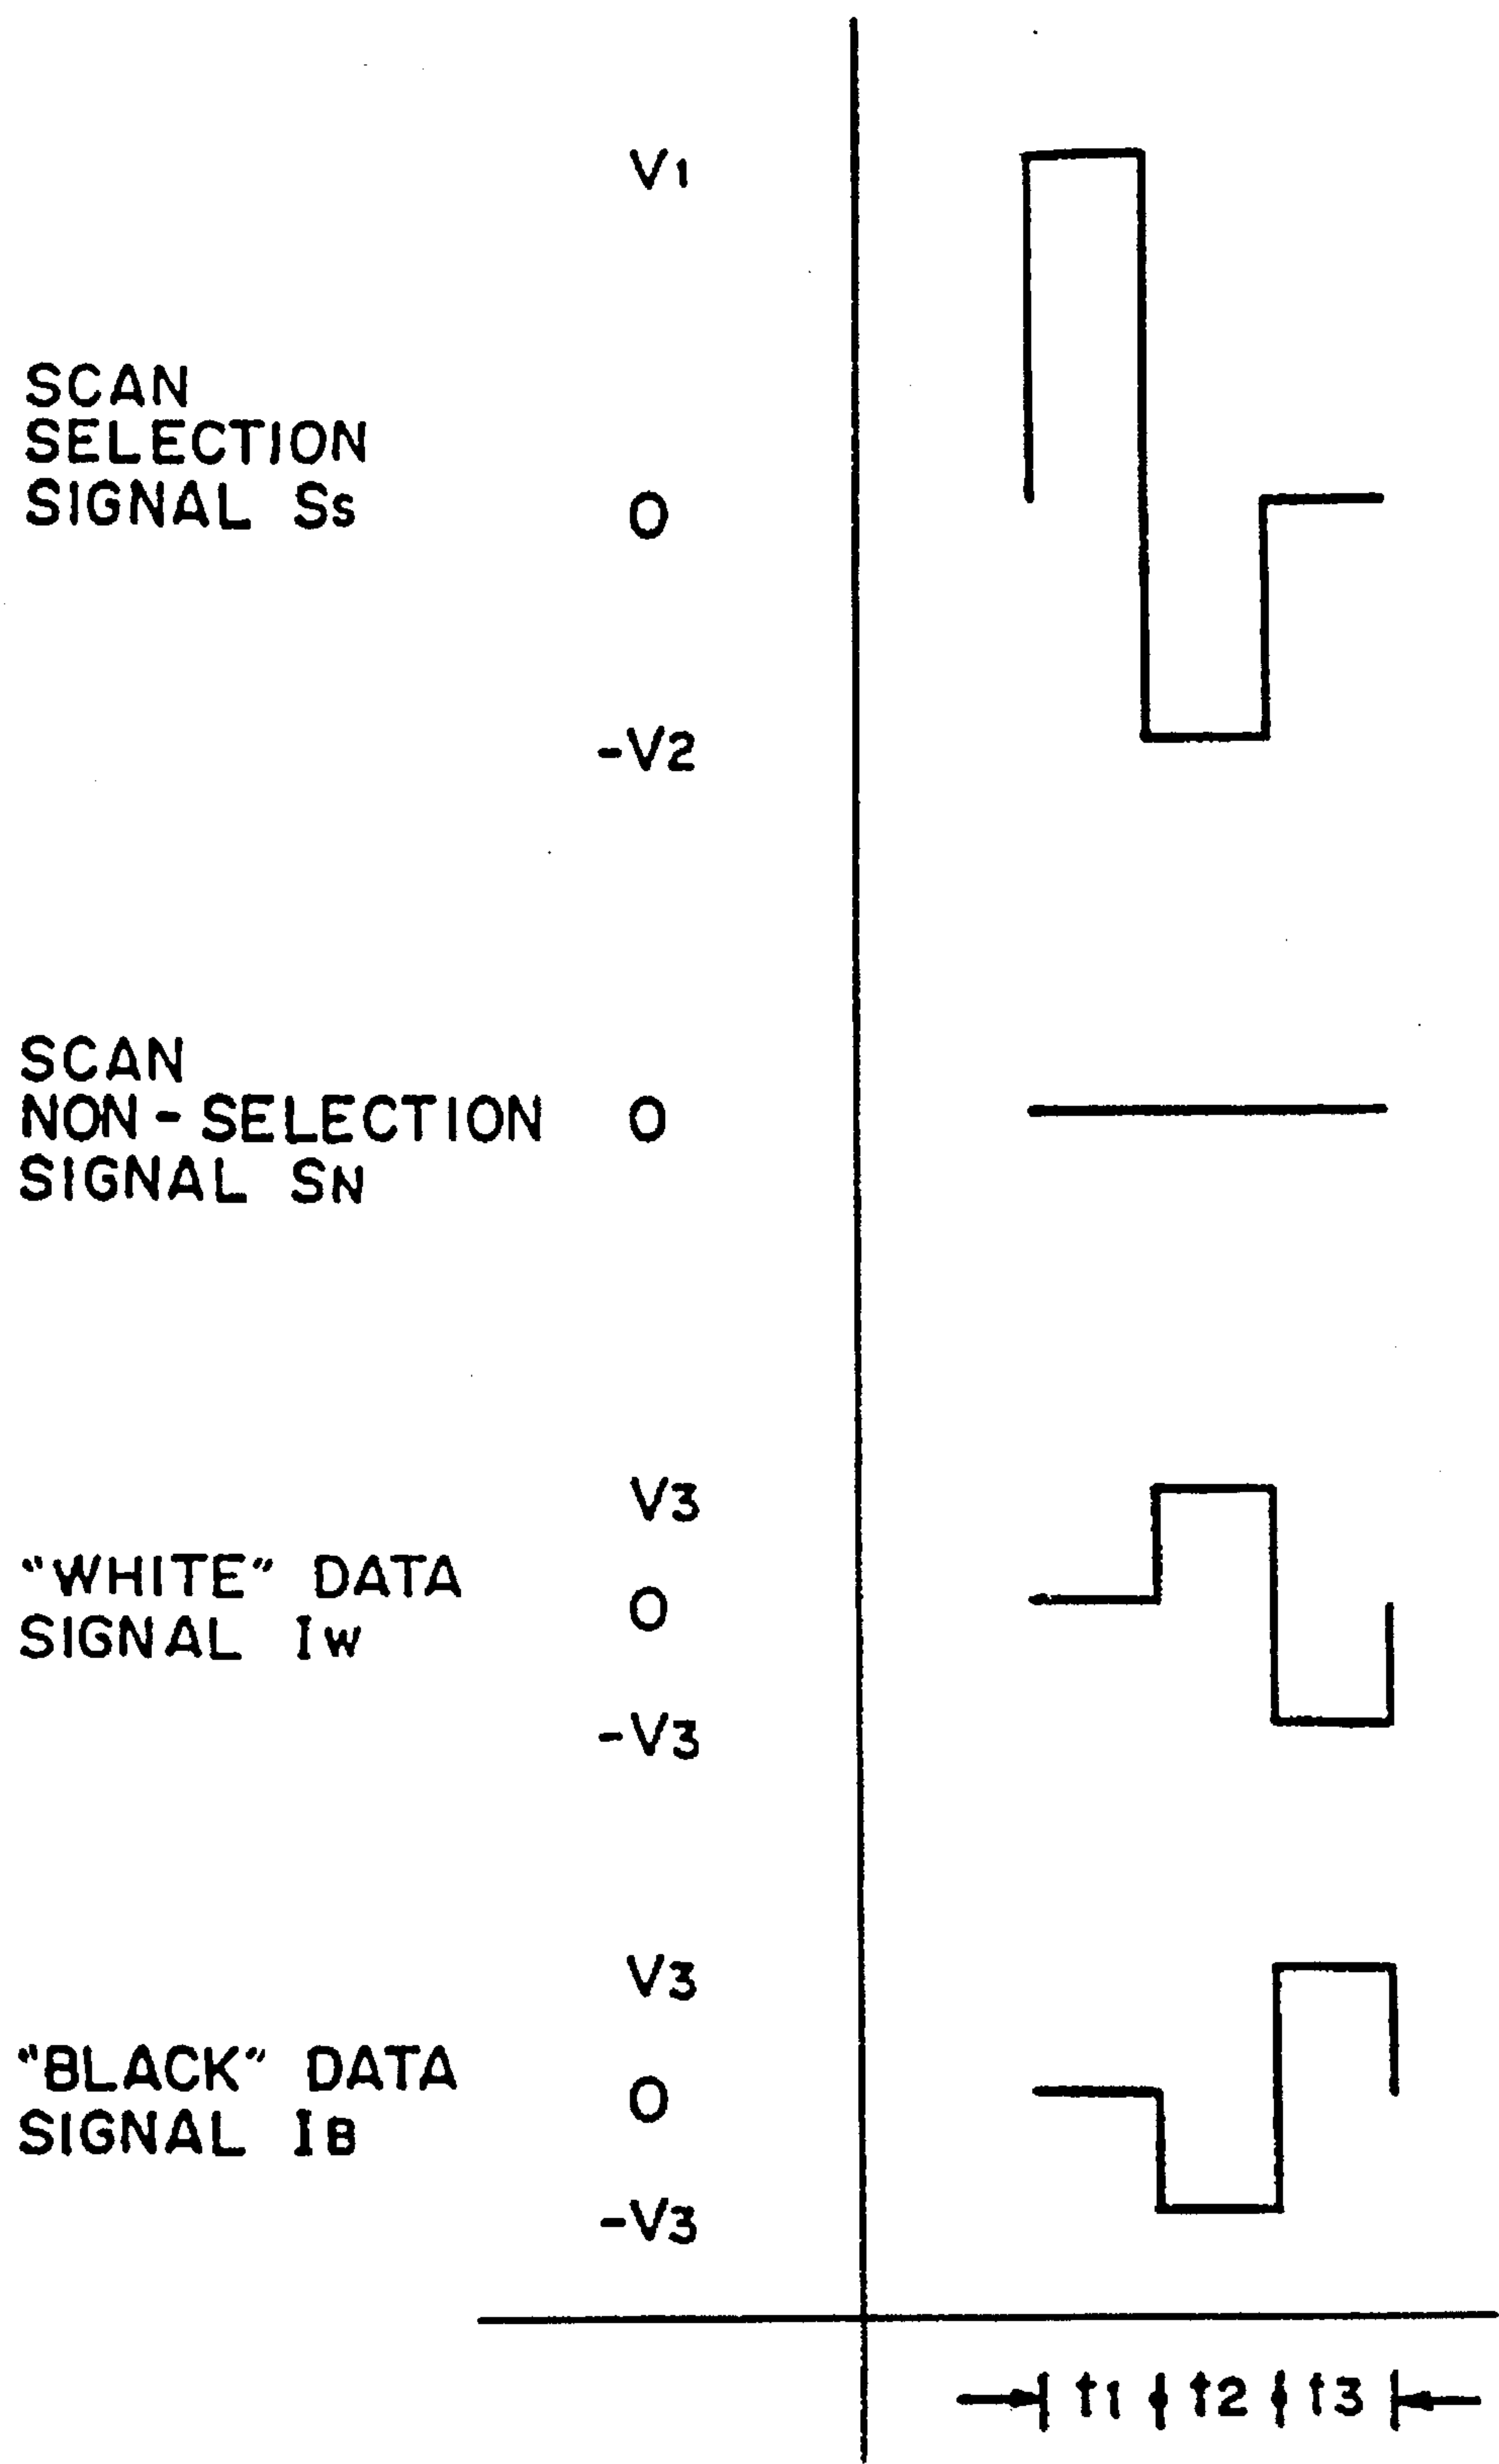 V1
SCAN
SELECTION
SIGNAL Ss
0
-V2
SCAN
NON-SELECTION
SIGNAL SN
0
V3
"WHITE" DATA
SIGNAL Iw
0
-V3
V3
"BLACK" DATA
SIGNAL IB
0
-V3
t1 t2 t3